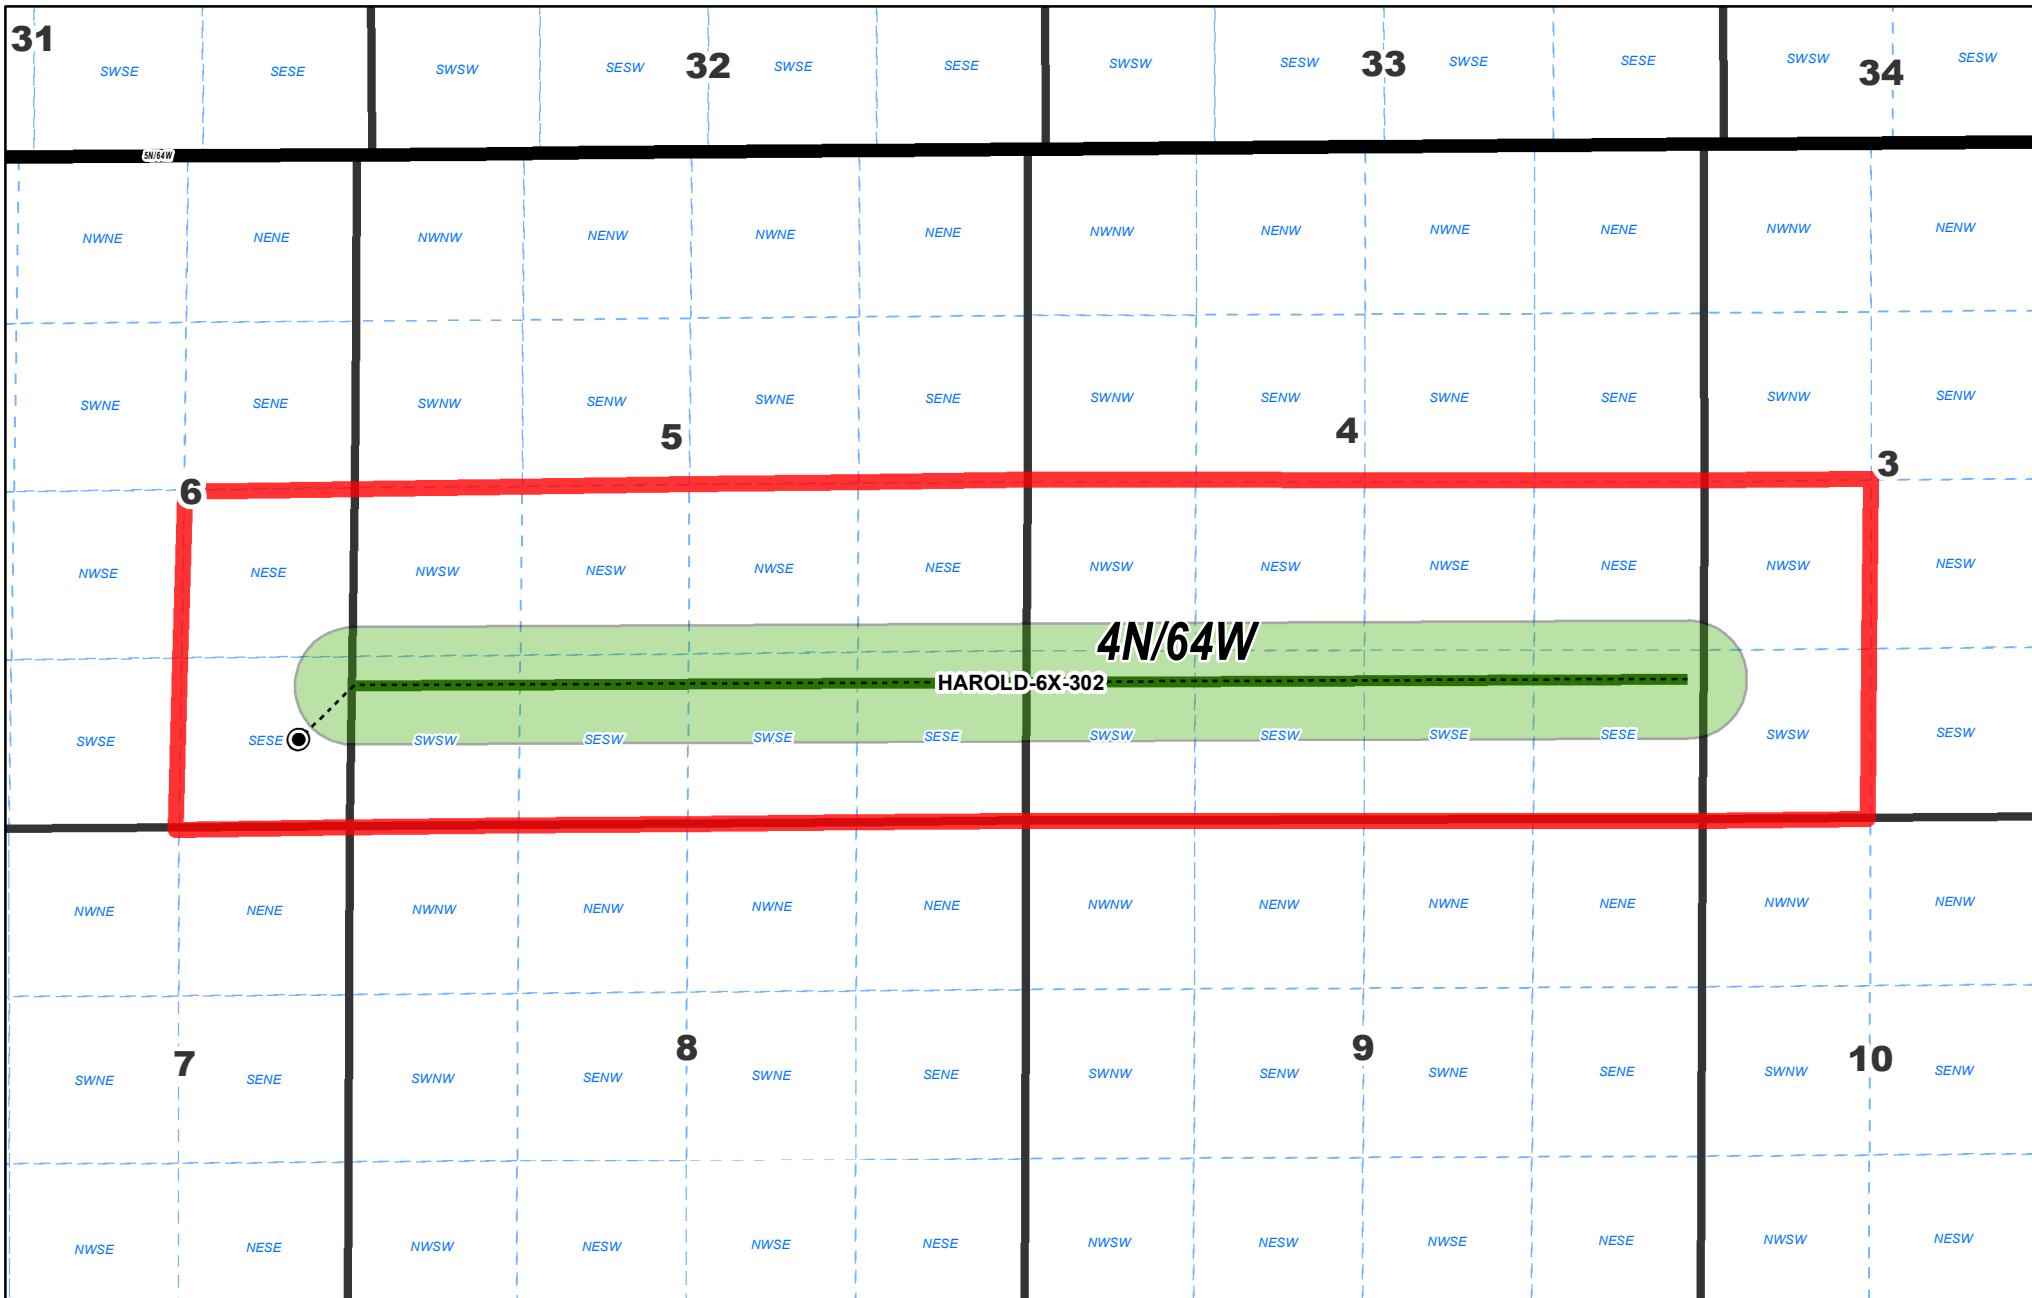 31 SWSE SESE SWSW SESW 32 SWSE SESE SWSW SESW 33 SWSE SESE SWSW 34 SESW
5N/64W
NWNE NENE NWNW NENW NWNE NENE NWNW NENW NWNE NENE NWNW NENW
SWNE SENE SWNW SENW SWNE SENE SWNW SENW SWNE SENE SWNW SENW
5 4
6 3
NWSE NESE NWSW NESW NWSE NESE NWSW NESW NWSE NESE NWSW NESW
4N/64W
HAROLD-6X-302
SWSE SESE SWSW SESW SWSE SESE SWSW SESW SWSE SESE SWSW SESW
NWNE NENE NWNW NENW NWNE NENE NWNW NENW NWNE NENE NWNW NENW
7 8 9 10
SWNE SENE SWNW SENW SWNE SENE SWNW SENW SWNE SENE SWNW SENW
NWSE NESE NWSW NESW NWSE NESE NWSW NESW NWSE NESE NWSW NESW